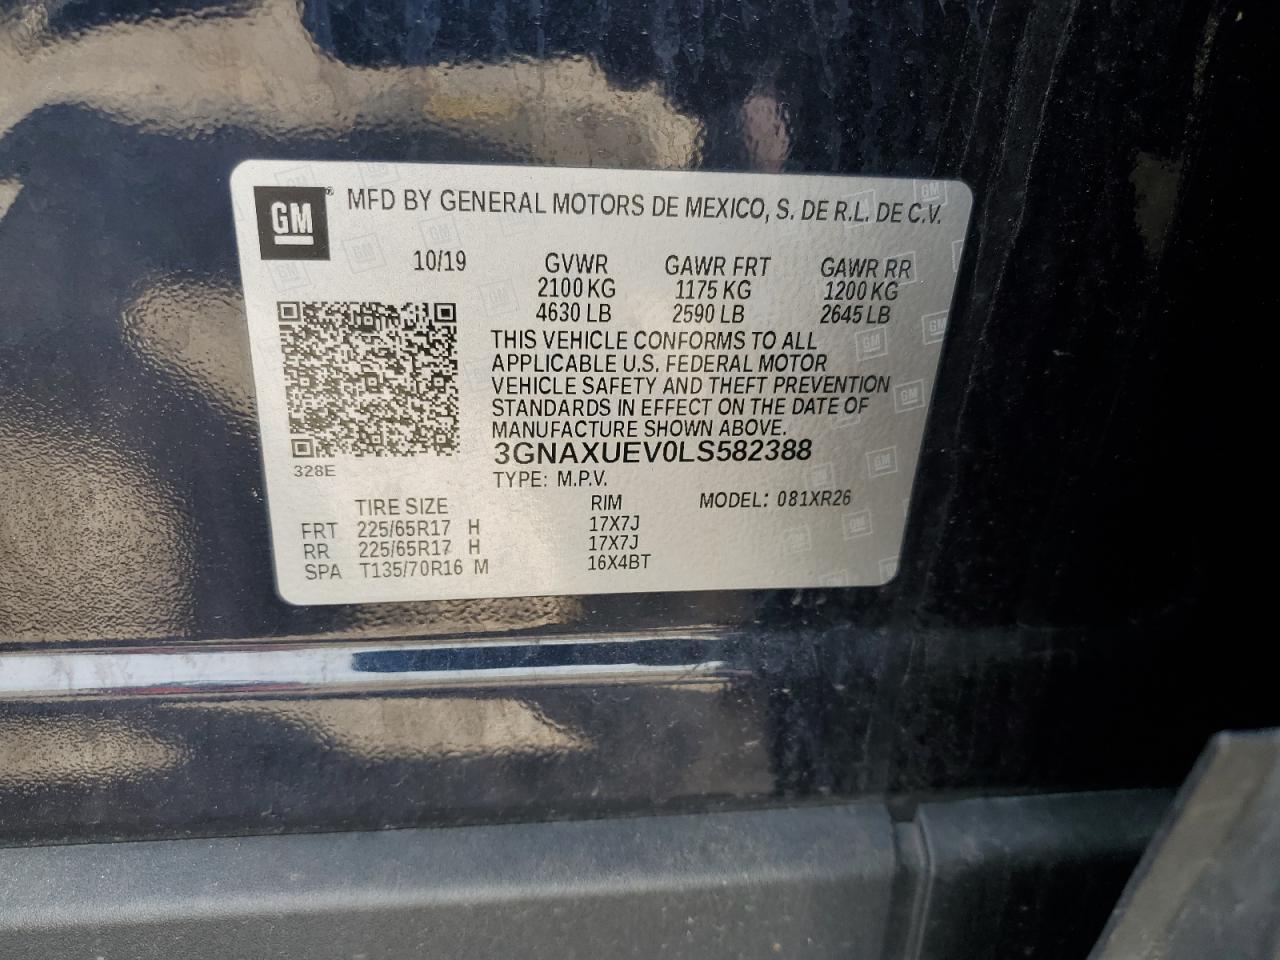 GM® MFD BY GENERAL MOTORS DE MEXICO, S. DE R.L. DE C.V.
10/19 GVWR GAWR FRT GAWR RR
2100 KG 1175 KG 1200 KG
4630 LB 2590 LB 2645 LB
THIS VEHICLE CONFORMS TO ALL
APPLICABLE U.S. FEDERAL MOTOR
VEHICLE SAFETY AND THEFT PREVENTION
STANDARDS IN EFFECT ON THE DATE OF
MANUFACTURE SHOWN ABOVE.
3GNAXUEV0LS582388
328E TYPE: M.P.V.
TIRE SIZE RIM MODEL: 081XR26
FRT 225/65R17 H 17X7J
RR 225/65R17 H 17X7J
SPA T135/70R16 M 16X4BT